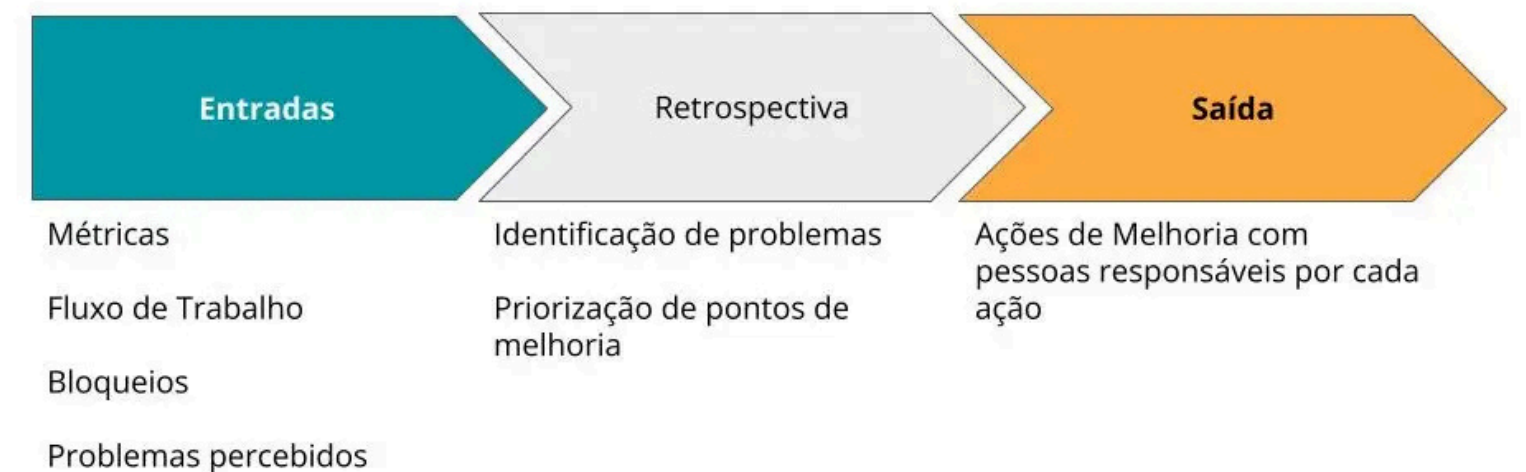 Entradas
Retrospectiva
Saída
Métricas
Fluxo de Trabalho
Bloqueios
Problemas percebidos
Identificação de problemas
Priorização de pontos de
melhoria
Ações de Melhoria com
pessoas responsáveis por cada
ação